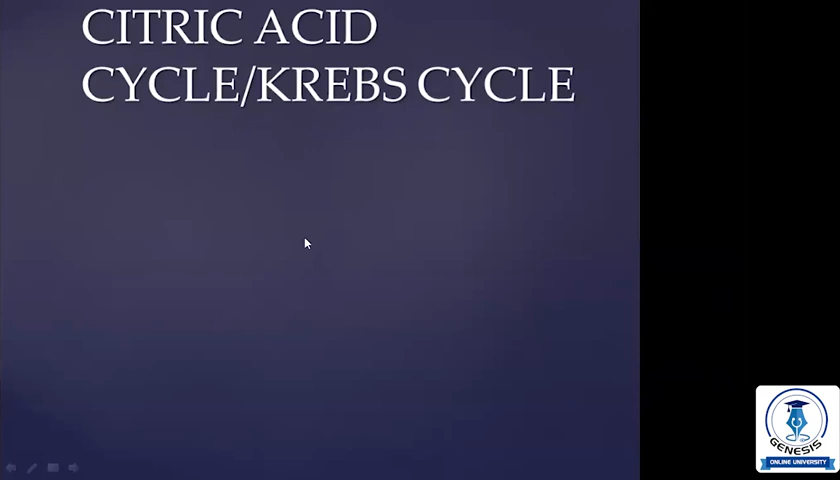 CITRIC ACID
CYCLE/KREBS CYCLE
GENESIS
ONLINE UNIVERSITY